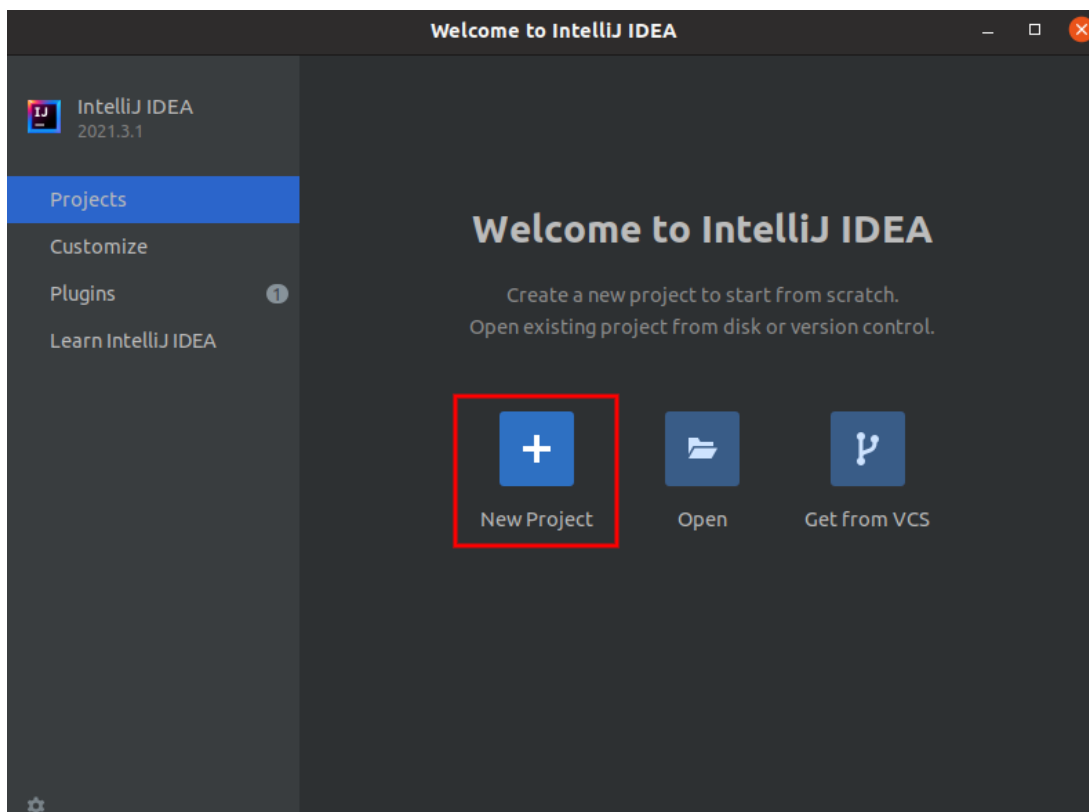 Welcome to IntelliJ IDEA
IJ
IntelliJ IDEA
2021.3.1
Projects
Customize
Plugins
1
Learn IntelliJ IDEA
Welcome to IntelliJ IDEA
Create a new project to start from scratch.
Open existing project from disk or version control.
New Project
Open
Get from VCS